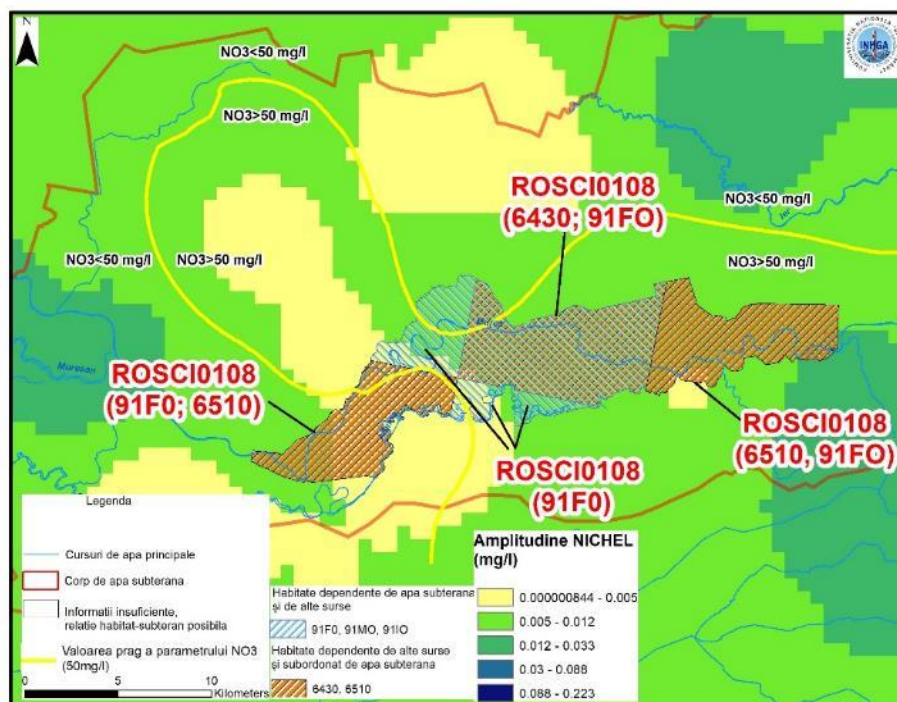 N
NO3<50 mg/l
INHGA
NO3>50 mg/l
ROSCI0108
(6430; 91FO)
Ier
NO3<50 mg/l
NO3<50 mg/l
NO3>50 mg/l
NO3>50 mg/l
Mures
Muresan
ROSCI0108
(91F0; 6510)
ROSCI0108
(6510, 91FO)
ROSCI0108
(91F0)
Legenda
Cursuri de apa principale
Corp de apa subterana
Informatii insuficiente,
relatie habitat-subteran posibila
Valoarea prag a parametrului NO3
(50mg/l)
0 5 10
Kilometers
Habitate dependente de apa subterana
și de alte surse
91F0, 91MO, 91IO
Habitate dependente de alte surse
și subordonat de apa subterana
6430, 6510
Amplitudine NICHEL
(mg/l)
0.000000844 - 0.005
0.005 - 0.012
0.012 - 0.033
0.03 - 0.088
0.088 - 0.223